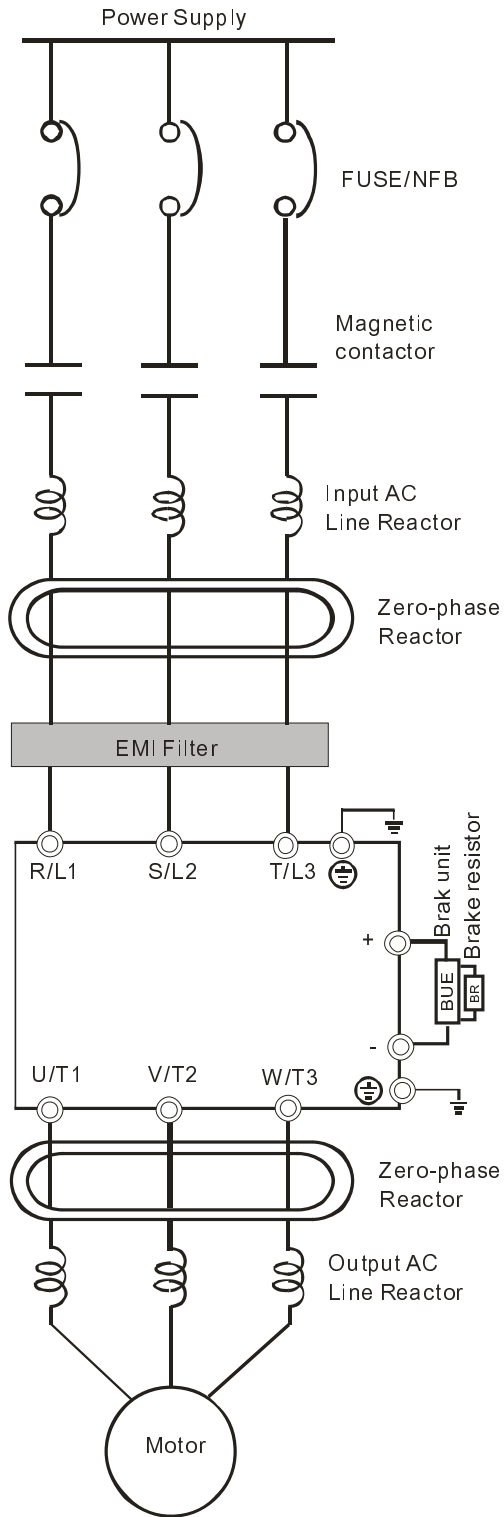 Power Supply
FUSE/NFB
Magnetic
contactor
Input AC
Line Reactor
Zero-phase
Reactor
EMI Filter
R/L1
S/L2
T/L3
+
Brak unit
Brake resistor
BUE
BR
-
U/T1
V/T2
W/T3
Zero-phase
Reactor
Output AC
Line Reactor
Motor